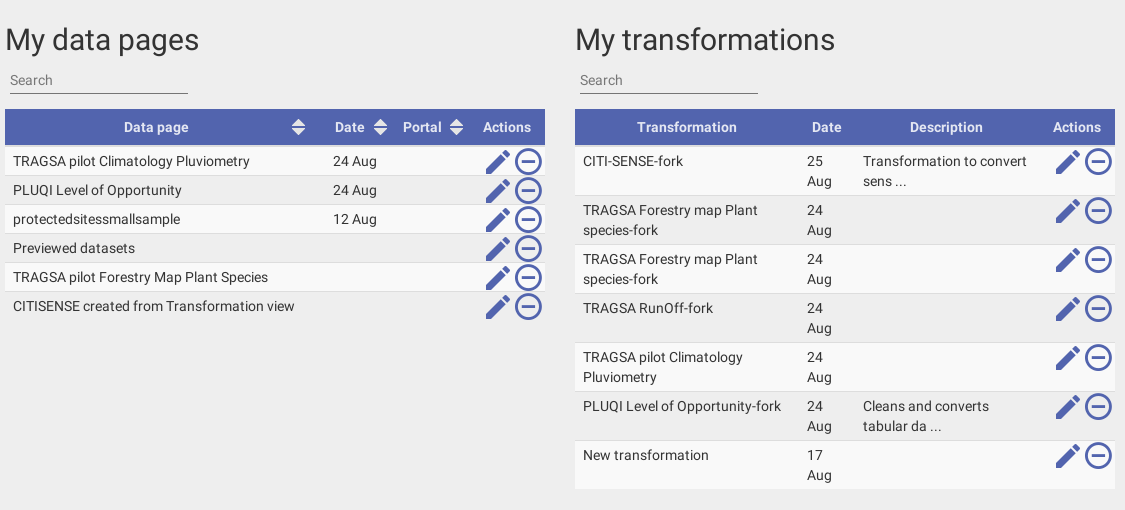 My data pages
Search
Data page Date Portal Actions
TRAGSA pilot Climatology Pluviometry 24 Aug
PLUQI Level of Opportunity 24 Aug
protectedsitessmallsample 12 Aug
Previewed datasets
TRAGSA pilot Forestry Map Plant Species
CITISENSE created from Transformation view
My transformations
Search
Transformation Date Description Actions
CITI-SENSE-fork 25 Transformation to convert
Aug sens ...
TRAGSA Forestry map Plant 24
species-fork Aug
TRAGSA Forestry map Plant 24
species-fork Aug
TRAGSA RunOff-fork 24
Aug
TRAGSA pilot Climatology 24
Pluviometry Aug
PLUQI Level of Opportunity-fork 24 Cleans and converts
Aug tabular da ...
New transformation 17
Aug